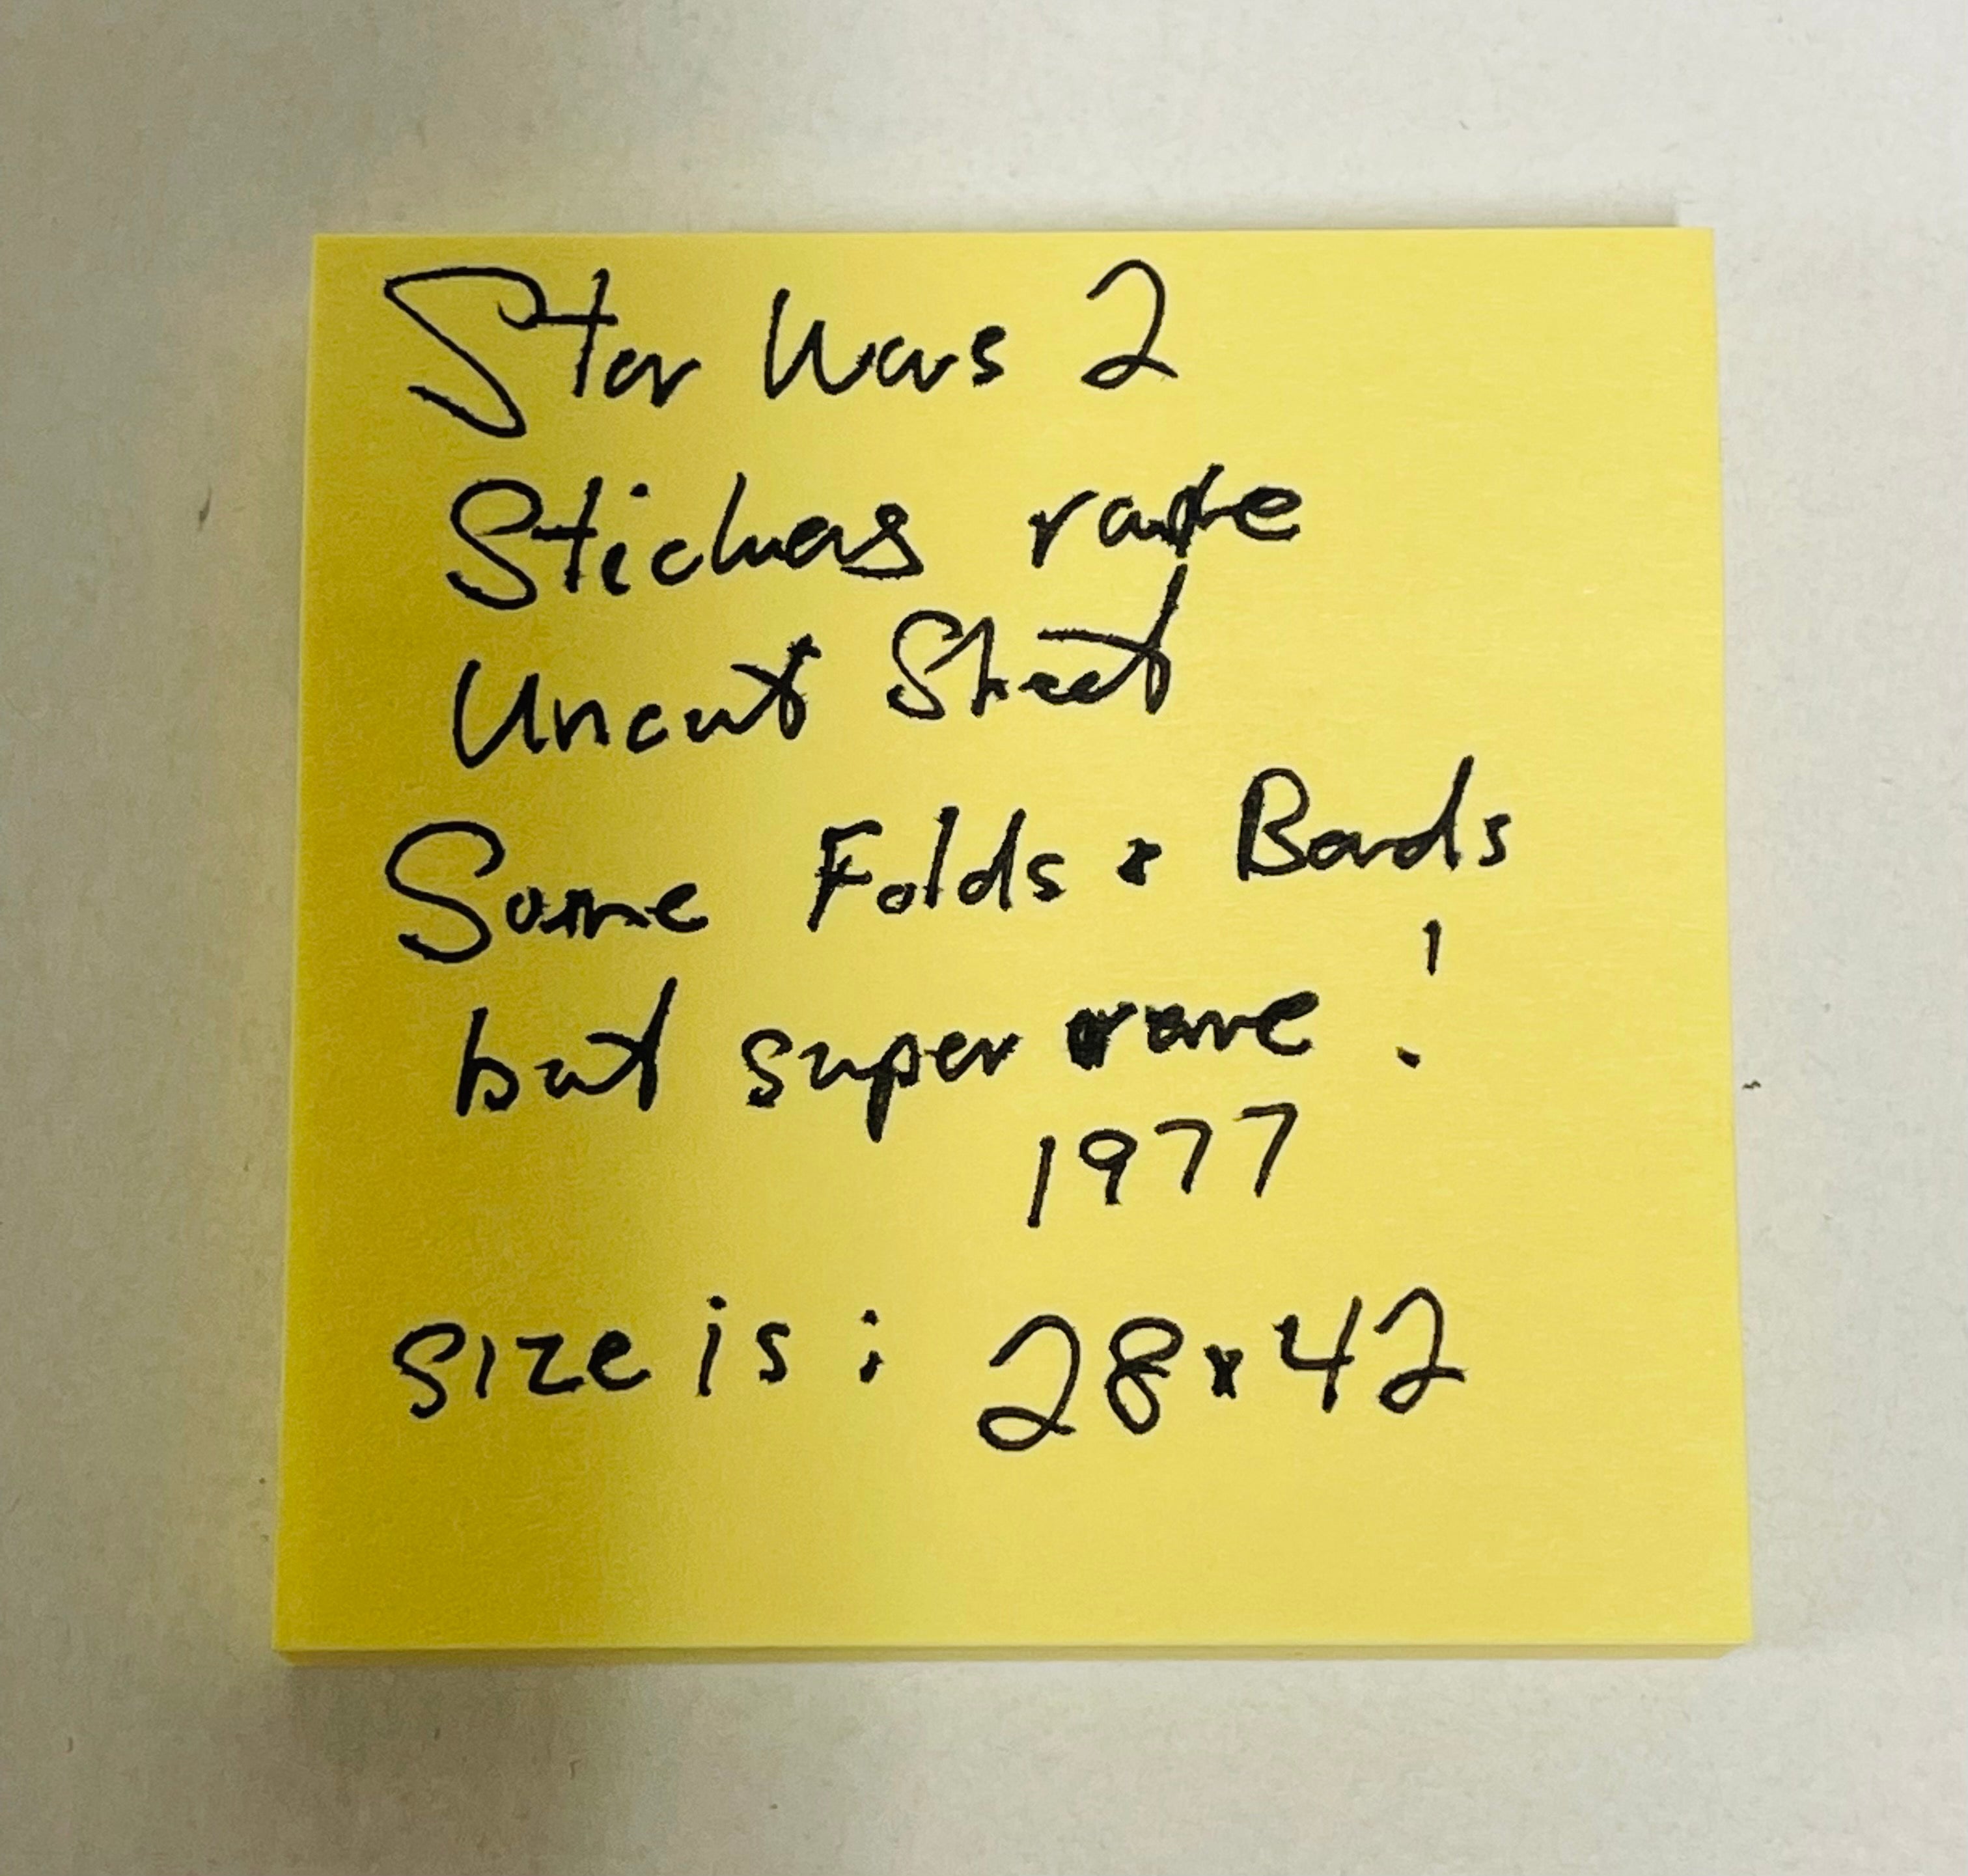 Star Wars 2
Stickers rare
Uncut Sheet
Some Folds & Bends
but super rare!
1977
size is: 28x42